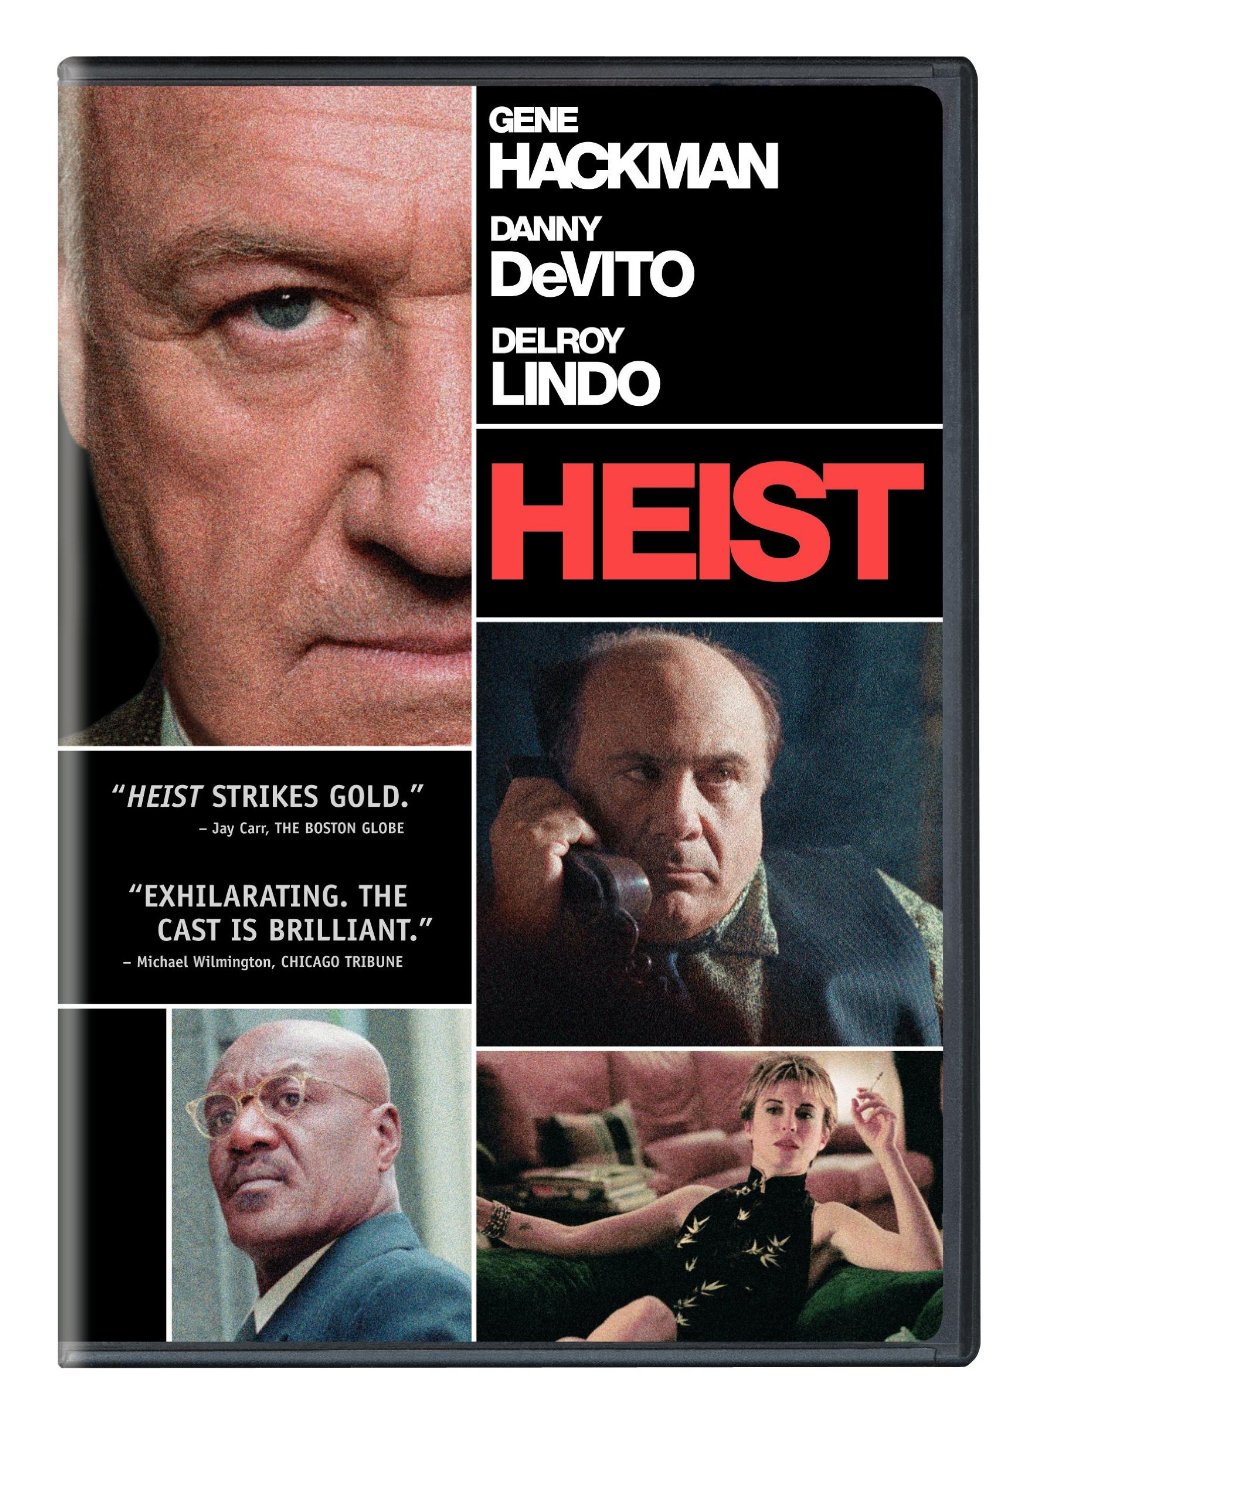 GENE
HACKMAN
DANNY
DeVITO
DELROY
LINDO
HEIST
“HEIST STRIKES GOLD.”
– Jay Carr, THE BOSTON GLOBE
“EXHILARATING. THE
CAST IS BRILLIANT.”
– Michael Wilmington, CHICAGO TRIBUNE